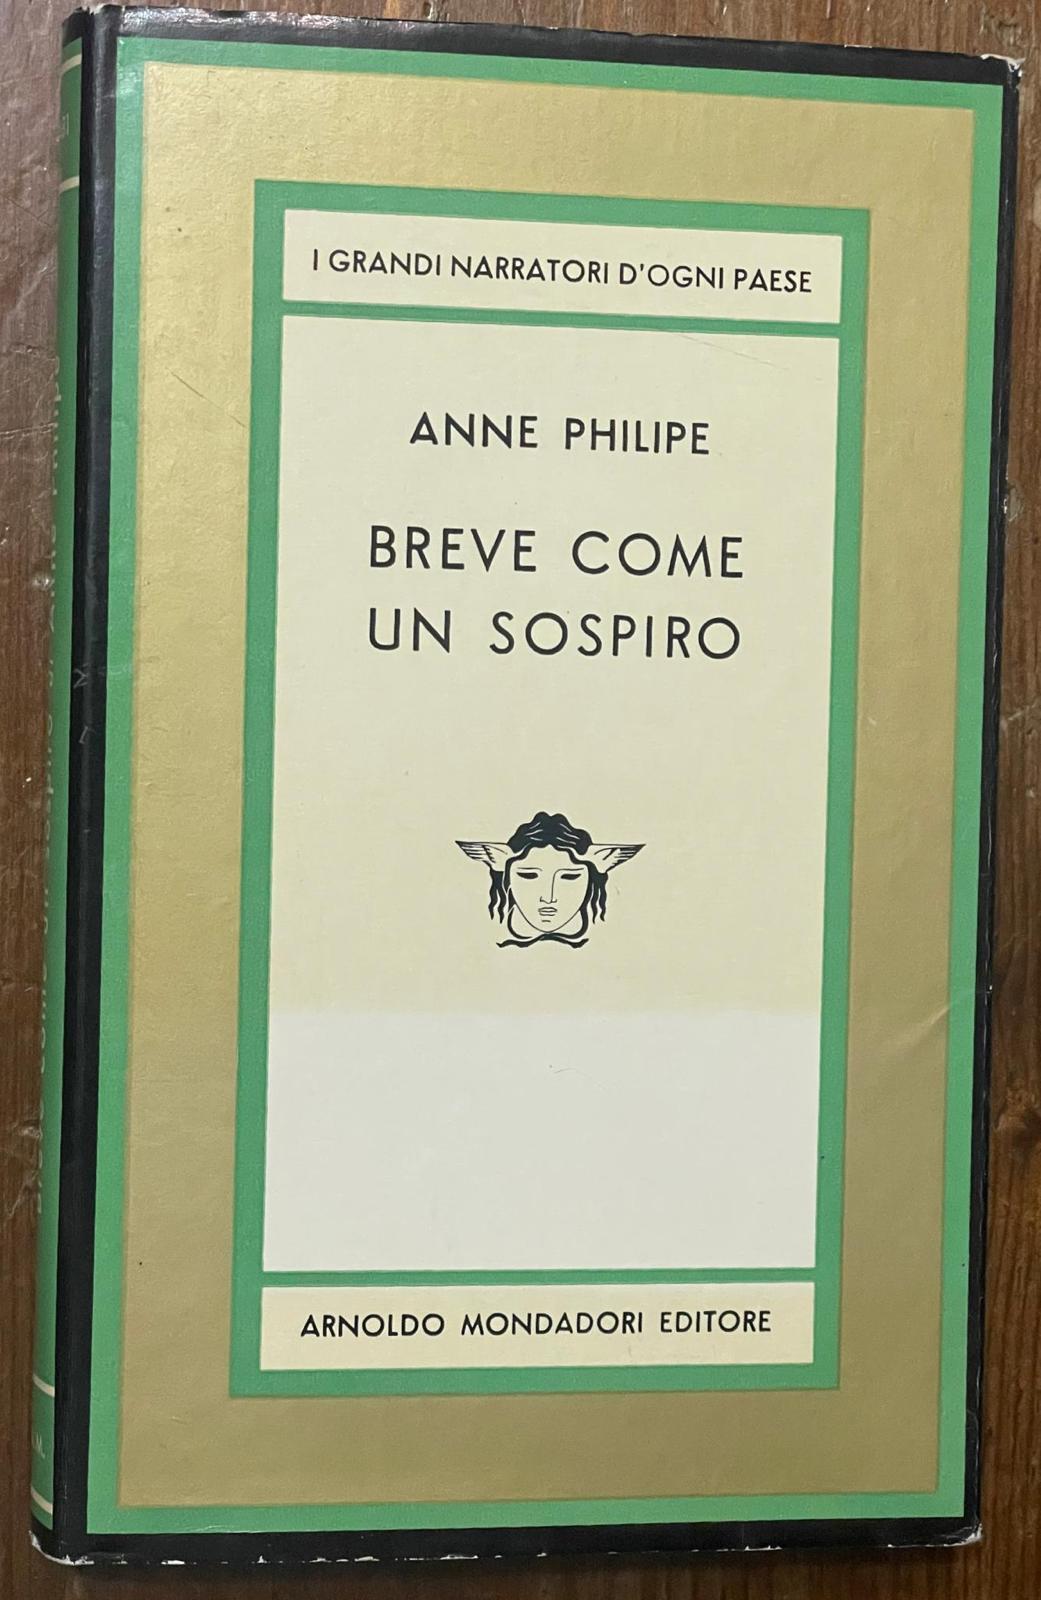 I GRANDI NARRATORI D'OGNI PAESE
ANNE PHILIPE
BREVE COME
UN SOSPIRO
ARNOLDO MONDADORI EDITORE